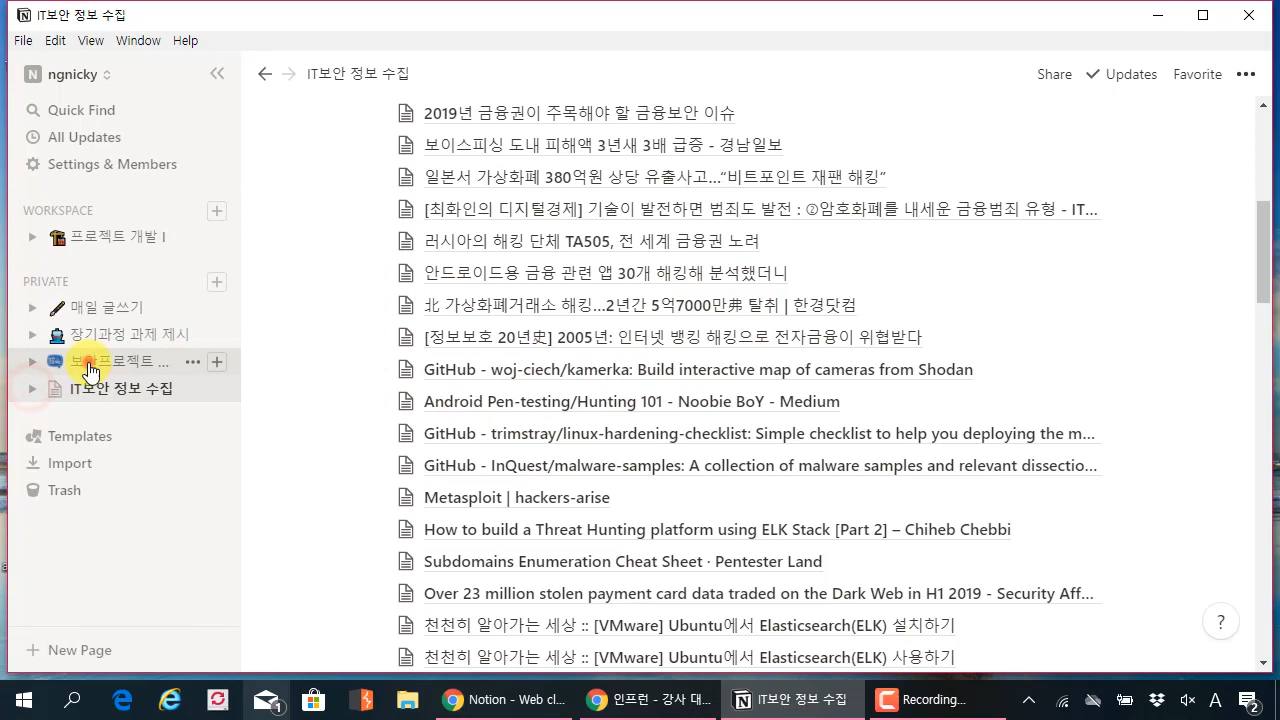 IT보안 정보 수집
File Edit View Window Help
N ngnicky
IT보안 정보 수집
Share Updates Favorite
Quick Find
All Updates
Settings & Members
WORKSPACE
프로젝트 개발 I
PRIVATE
매일 글쓰기
장기과정 과제 제시
보안프로젝트 ...
IT보안 정보 수집
Templates
Import
Trash
New Page
2019년 금융권이 주목해야 할 금융보안 이슈
보이스피싱 도내 피해액 3년새 3배 급증 - 경남일보
일본서 가상화폐 380억원 상당 유출사고…“비트포인트 재팬 해킹”
[최화인의 디지털경제] 기술이 발전하면 범죄도 발전 : ②암호화폐를 내세운 금융범죄 유형 - IT...
러시아의 해킹 단체 TA505, 전 세계 금융권 노려
안드로이드용 금융 관련 앱 30개 해킹해 분석했더니
北 가상화폐거래소 해킹…2년간 5억7000만弗 탈취 | 한경닷컴
[정보보호 20년史] 2005년: 인터넷 뱅킹 해킹으로 전자금융이 위협받다
GitHub - woj-ciech/kamerka: Build interactive map of cameras from Shodan
Android Pen-testing/Hunting 101 - Noobie BoY - Medium
GitHub - trimstray/linux-hardening-checklist: Simple checklist to help you deploying the m...
GitHub - InQuest/malware-samples: A collection of malware samples and relevant dissectio...
Metasploit | hackers-arise
How to build a Threat Hunting platform using ELK Stack [Part 2] – Chiheb Chebbi
Subdomains Enumeration Cheat Sheet · Pentester Land
Over 23 million stolen payment card data traded on the Dark Web in H1 2019 - Security Aff...
천천히 알아가는 세상 :: [VMware] Ubuntu에서 Elasticsearch(ELK) 설치하기
천천히 알아가는 세상 :: [VMware] Ubuntu에서 Elasticsearch(ELK) 사용하기
?
1 Notion - Web cl... 인프런 - 강사 대... IT보안 정보 수집 Recording... A 2